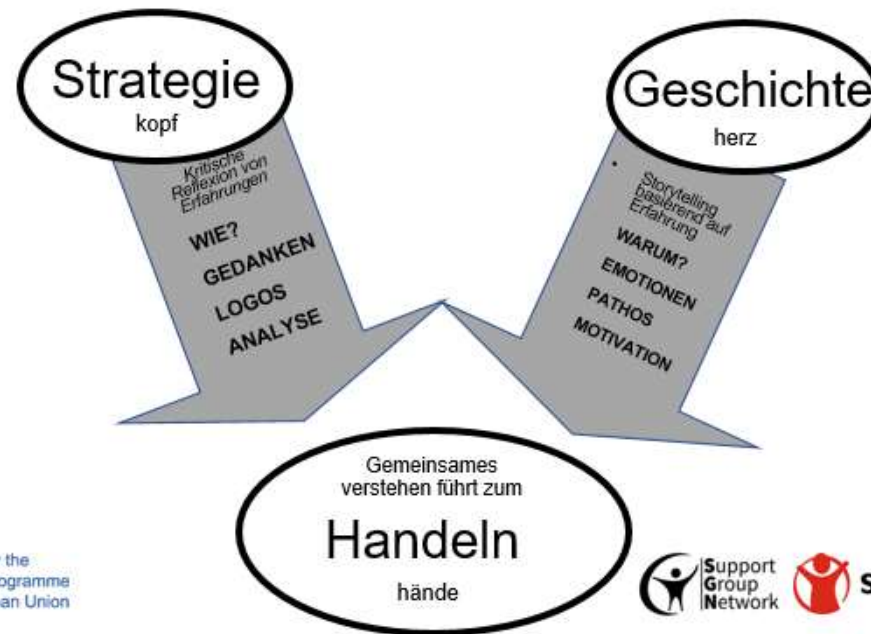 Strategie
kopf
Geschichte
herz
Kritische
Reflexion von
Erfahrungen
WIE?
GEDANKEN
LOGOS
ANALYSE
•
Storytelling
basierend auf
Erfahrung
WARUM?
EMOTIONEN
PATHOS
MOTIVATION
Gemeinsames
verstehen führt zum
Handeln
hände
the
ogramme
an Union
Support
Group
Network
S